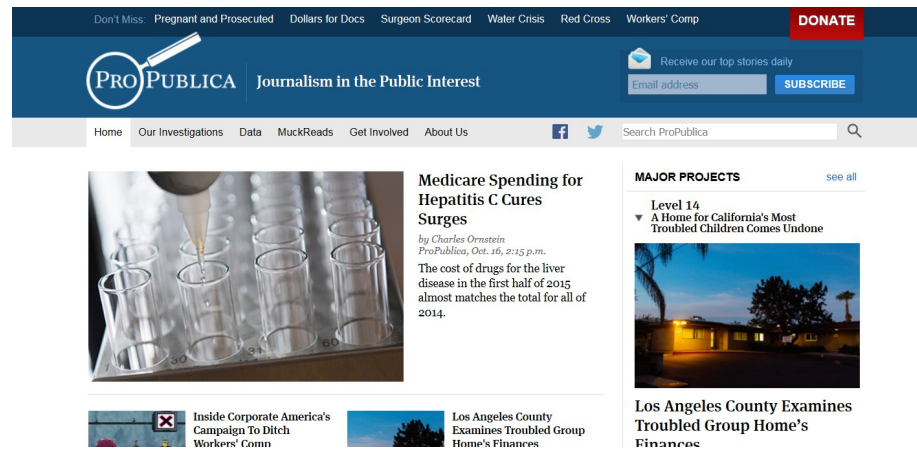 Don't Miss: Pregnant and Prosecuted Dollars for Docs Surgeon Scorecard Water Crisis Red Cross Workers' Comp DONATE
PROPUBLICA Journalism in the Public Interest
Receive our top stories daily
Email address SUBSCRIBE
Home Our Investigations Data MuckReads Get Involved About Us Search ProPublica
Medicare Spending for
Hepatitis C Cures
Surges
by Charles Ornstein
ProPublica, Oct. 16, 2:15 p.m.
The cost of drugs for the liver
disease in the first half of 2015
almost matches the total for all of
2014.
30 31 60
MAJOR PROJECTS see all
Level 14
A Home for California's Most
Troubled Children Comes Undone
Los Angeles County Examines
Troubled Group Home's
Finances
Inside Corporate America's
Campaign To Ditch
Workers' Comp
Los Angeles County
Examines Troubled Group
Home's Finances